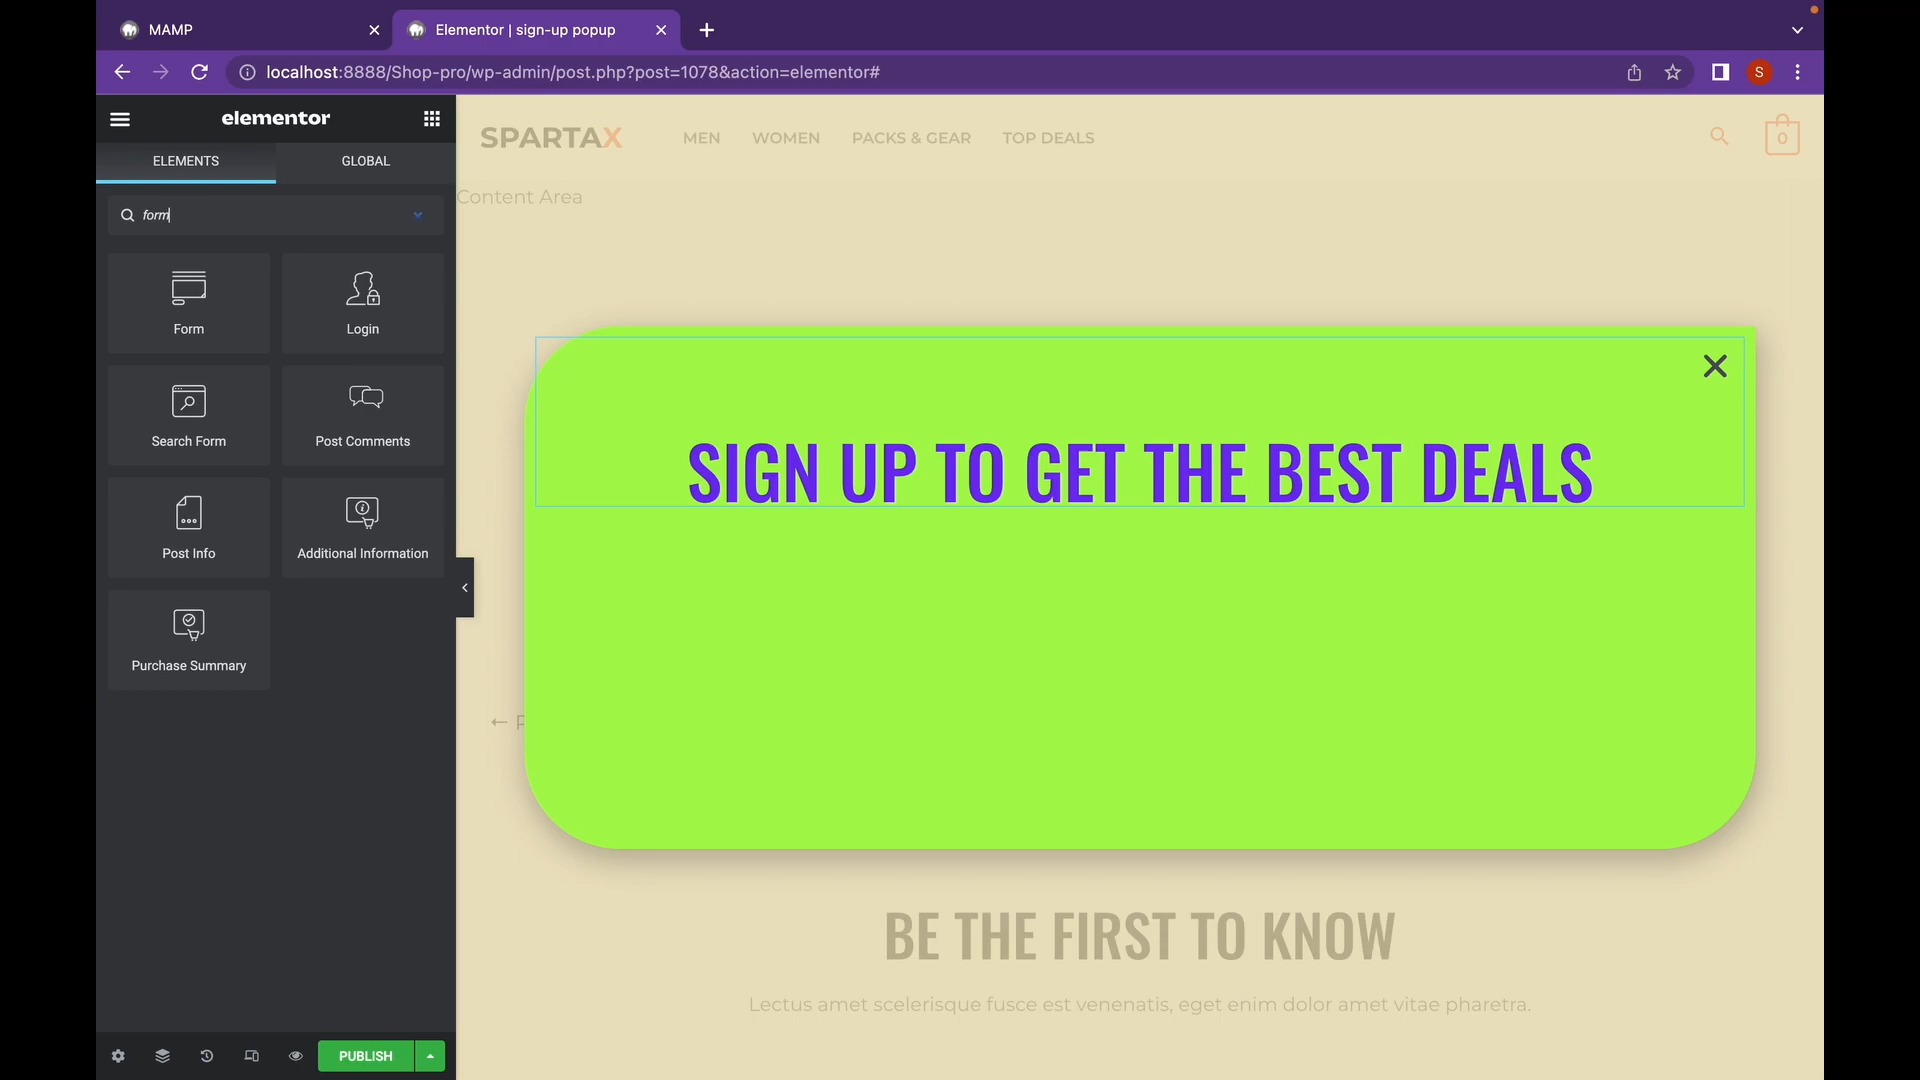 MAMP
Elementor | sign-up popup
localhost:8888/Shop-pro/wp-admin/post.php?post=1078&action=elementor#
S
elementor
ELEMENTS
GLOBAL
form
Form
Login
Search Form
Post Comments
Post Info
Additional Information
Purchase Summary
PUBLISH
SPARTAX
MEN
WOMEN
PACKS & GEAR
TOP DEALS
0
Content Area
SIGN UP TO GET THE BEST DEALS
BE THE FIRST TO KNOW
Lectus amet scelerisque fusce est venenatis, eget enim dolor amet vitae pharetra.